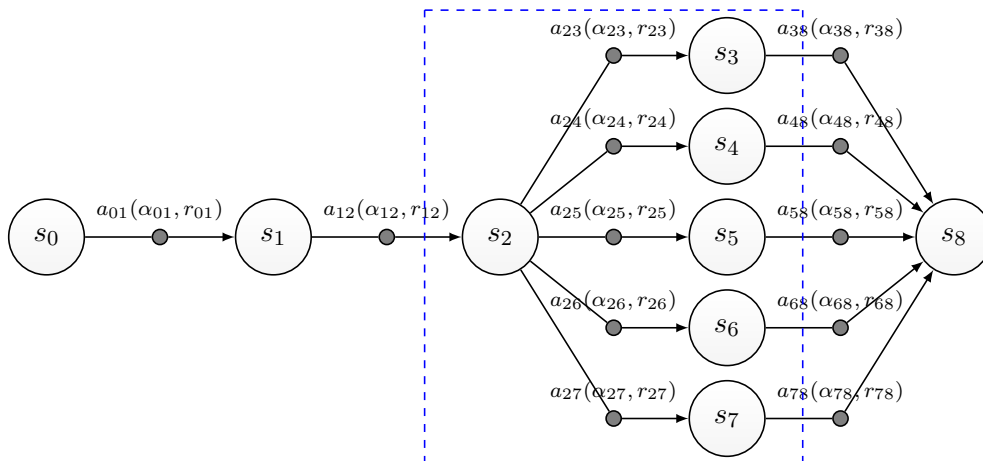 a23(α23, r23) s3 a38(α38, r38)
a24(α24, r24) s4 a48(α48, r48)
s0 a01(α01, r01) s1 a12(α12, r12) s2 a25(α25, r25) s5 a58(α58, r58) s8
a26(α26, r26) s6 a68(α68, r68)
a27(α27, r27) s7 a78(α78, r78)